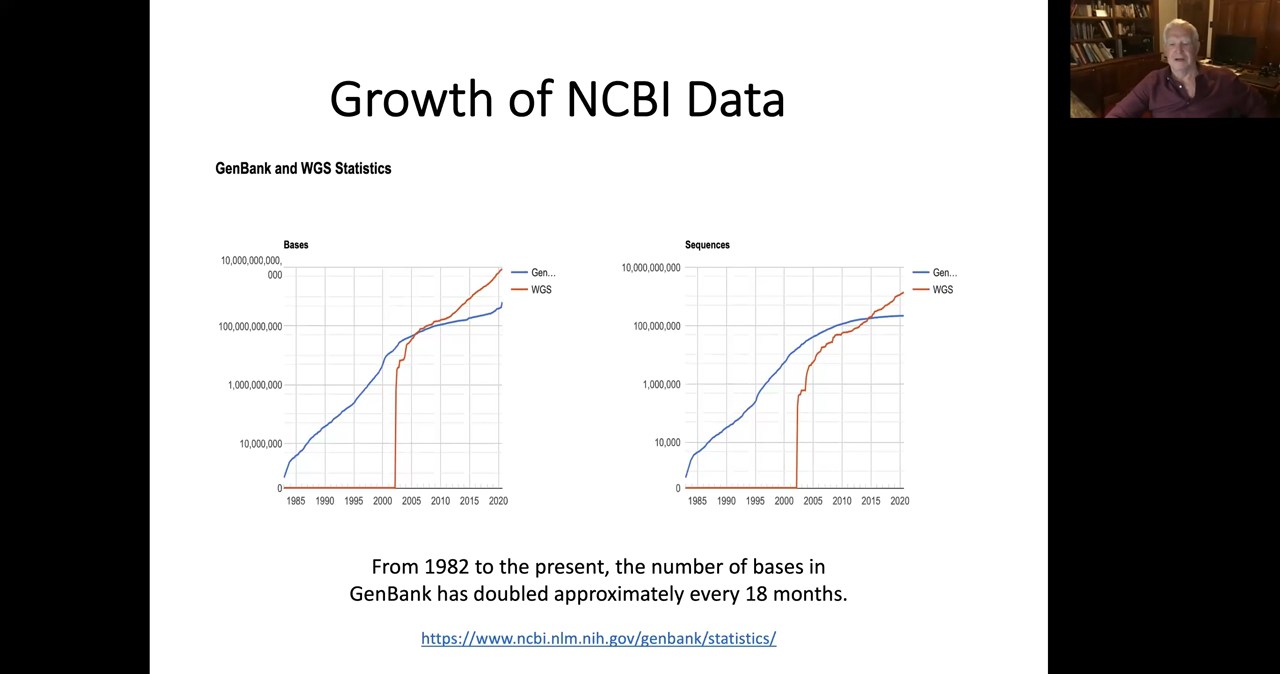 Growth of NCBI Data
GenBank and WGS Statistics
Bases
10,000,000,000,
000
100,000,000,000
1,000,000,000
10,000,000
0
1985 1990 1995 2000 2005 2010 2015 2020
Gen...
WGS
Sequences
10,000,000,000
100,000,000
1,000,000
10,000
0
1985 1990 1995 2000 2005 2010 2015 2020
Gen...
WGS
From 1982 to the present, the number of bases in
GenBank has doubled approximately every 18 months.
https://www.ncbi.nlm.nih.gov/genbank/statistics/